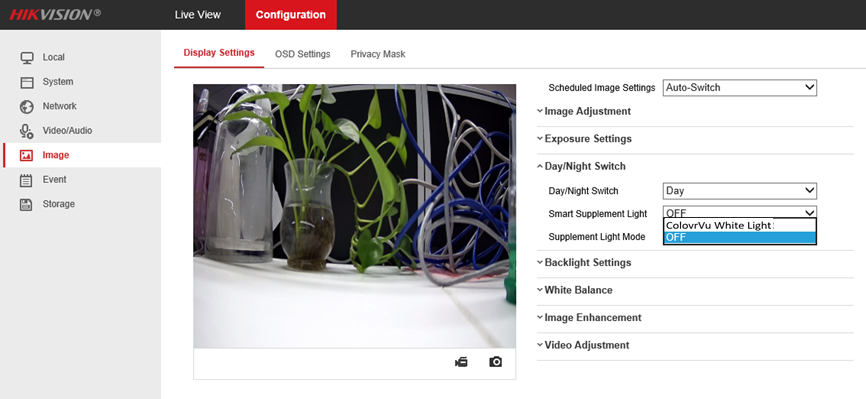 HIKVISION®
Live View
Configuration
Local
System
Network
Video/Audio
Image
Event
Storage
Display Settings
OSD Settings
Privacy Mask
Scheduled Image Settings
Auto-Switch
Image Adjustment
Exposure Settings
Day/Night Switch
Day/Night Switch
Day
Smart Supplement Light
OFF
ColovrVu White Light
Supplement Light Mode
OFF
Backlight Settings
White Balance
Image Enhancement
Video Adjustment